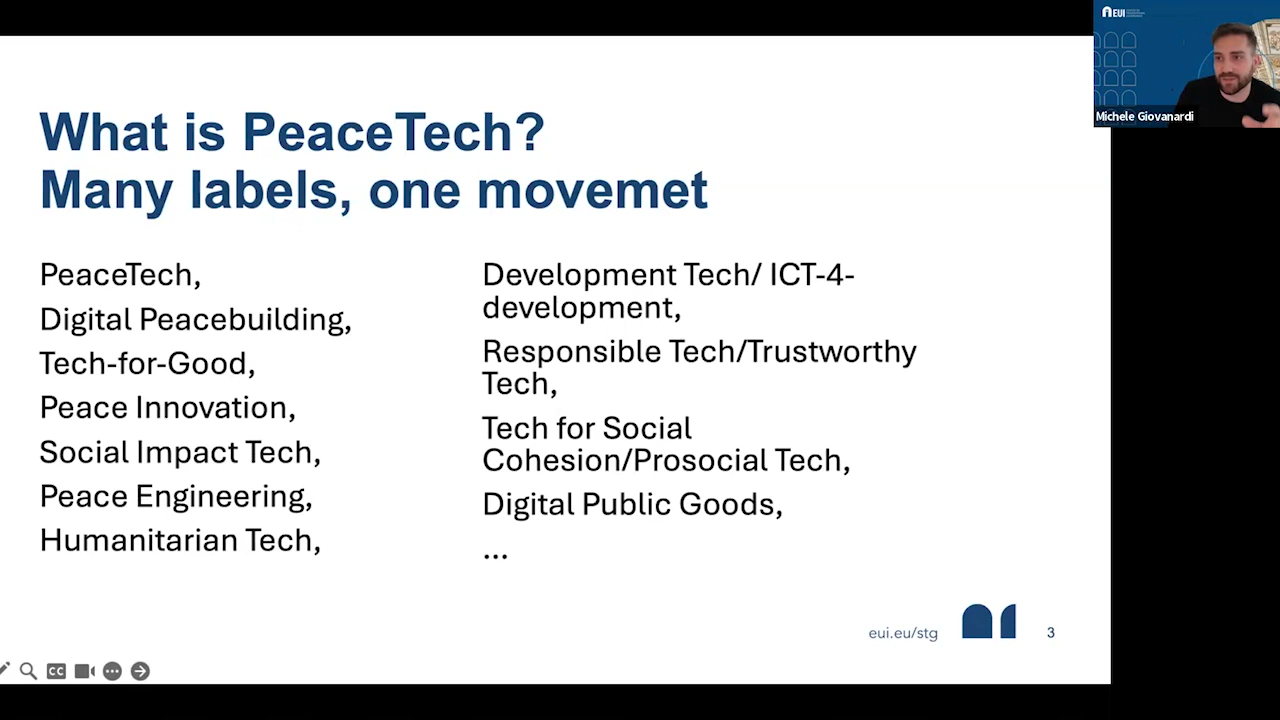 What is PeaceTech?
Many labels, one movemet
PeaceTech,
Digital Peacebuilding,
Tech-for-Good,
Peace Innovation,
Social Impact Tech,
Peace Engineering,
Humanitarian Tech,
Development Tech/ ICT-4-
development,
Responsible Tech/Trustworthy
Tech,
Tech for Social
Cohesion/Prosocial Tech,
Digital Public Goods,
...
eui.eu/stg
3
CC
EUI
Michele Giovanardi